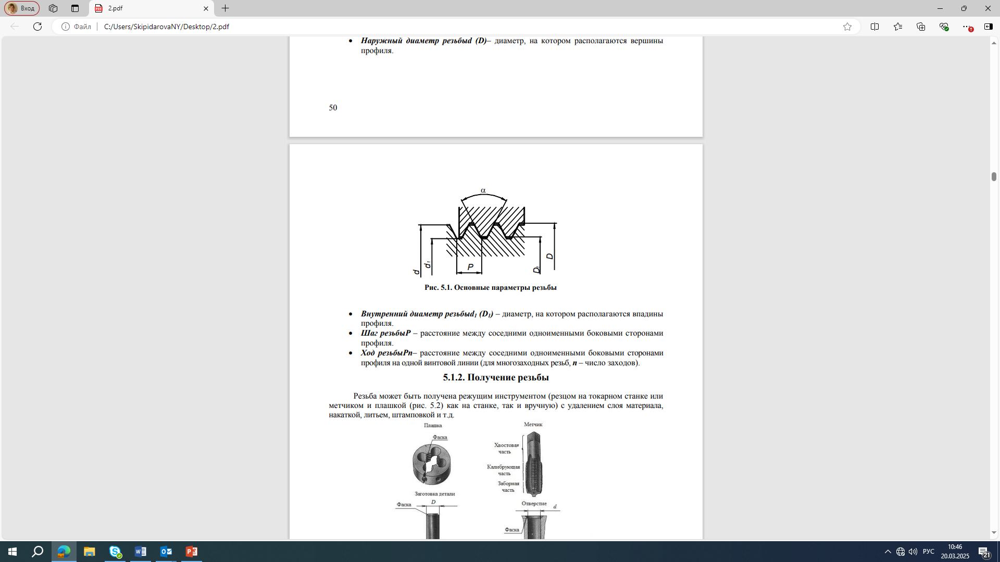 Вход
2.pdf
Файл
C:/Users/SkipidarovaNY/Desktop/2.pdf
• Наружный диаметр резьбыd (D)– диаметр, на котором располагаются вершины
профиля.
50
α
d
d1
P
D1
D
Рис. 5.1. Основные параметры резьбы
• Внутренний диаметр резьбыd1 (D1) – диаметр, на котором располагаются впадины
профиля.
• Шаг резьбыP – расстояние между соседними одноименными боковыми сторонами
профиля.
• Ход резьбыPn– расстояние между соседними одноименными боковыми сторонами
профиля на одной винтовой линии (для многозаходных резьб, n – число заходов).
5.1.2. Получение резьбы
Резьба может быть получена режущим инструментом (резцом на токарном станке или
метчиком и плашкой (рис. 5.2) как на станке, так и вручную) с удалением слоя материала,
накаткой, литьем, штамповкой и т.д.
Плашка
Фаска
Заготовка детали
Фаска
D
Метчик
Хвостовая
часть
Калибрующая
часть
Заборная
часть
Отверстие
d
Фаска
РУС
10:46
20.03.2025
21